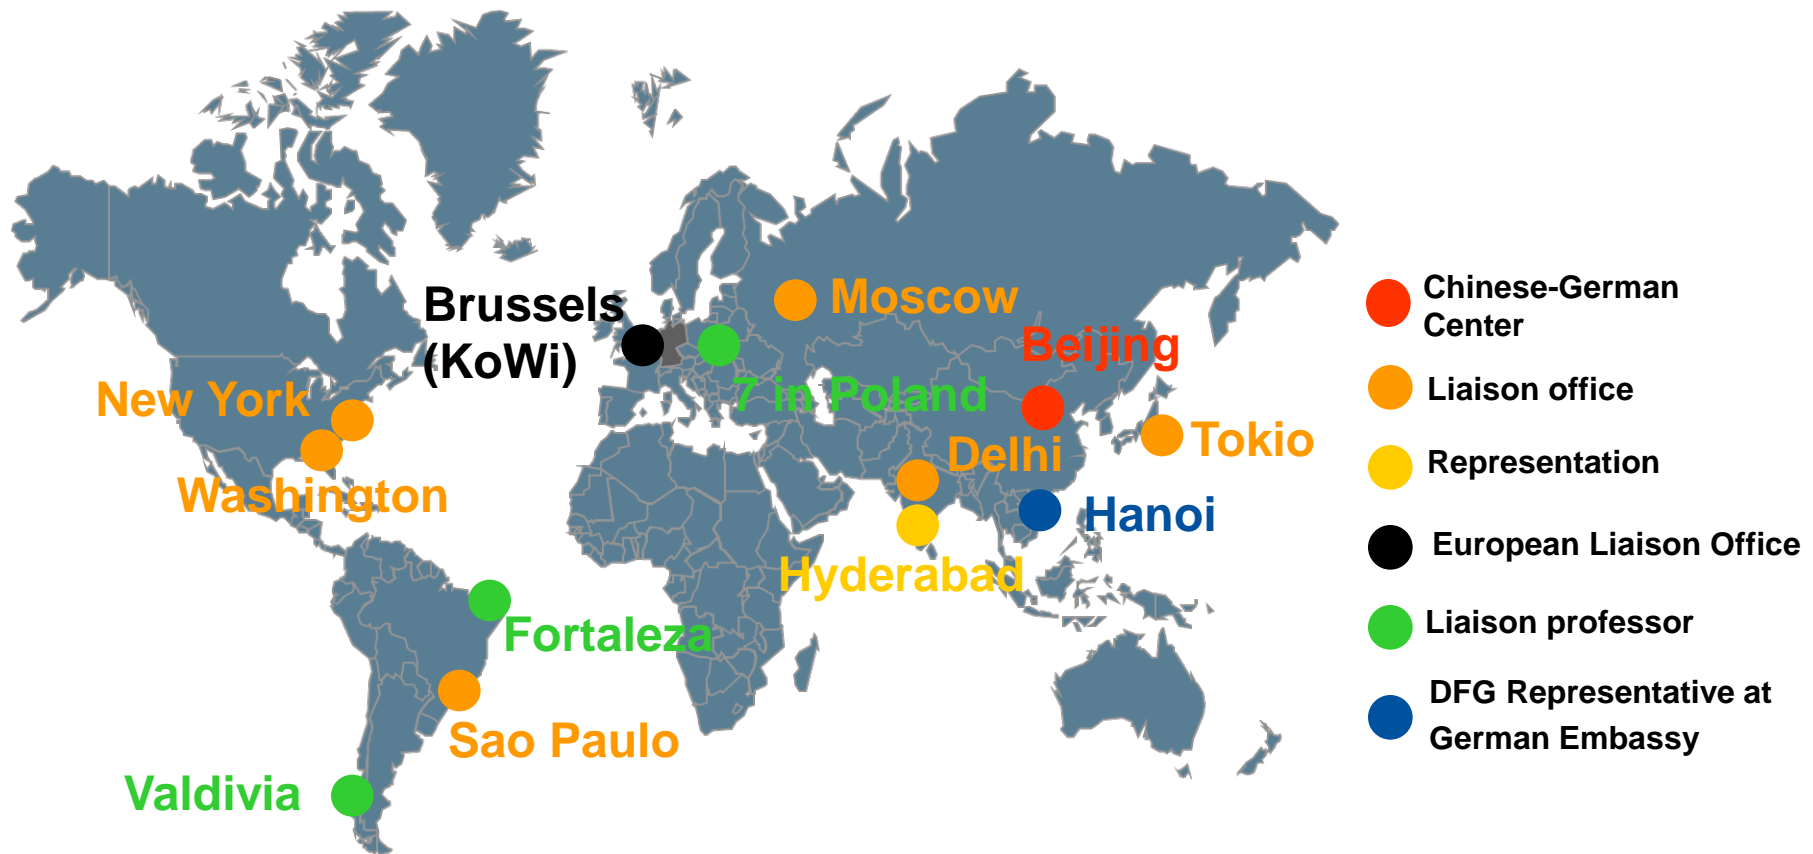 Brussels
(KoWi)
Moscow
Beijing
7 in Poland
New York
Washington
Delhi
Tokio
Hanoi
Hyderabad
Fortaleza
Sao Paulo
Valdivia
Chinese-German
Center
Liaison office
Representation
European Liaison Office
Liaison professor
DFG Representative at
German Embassy